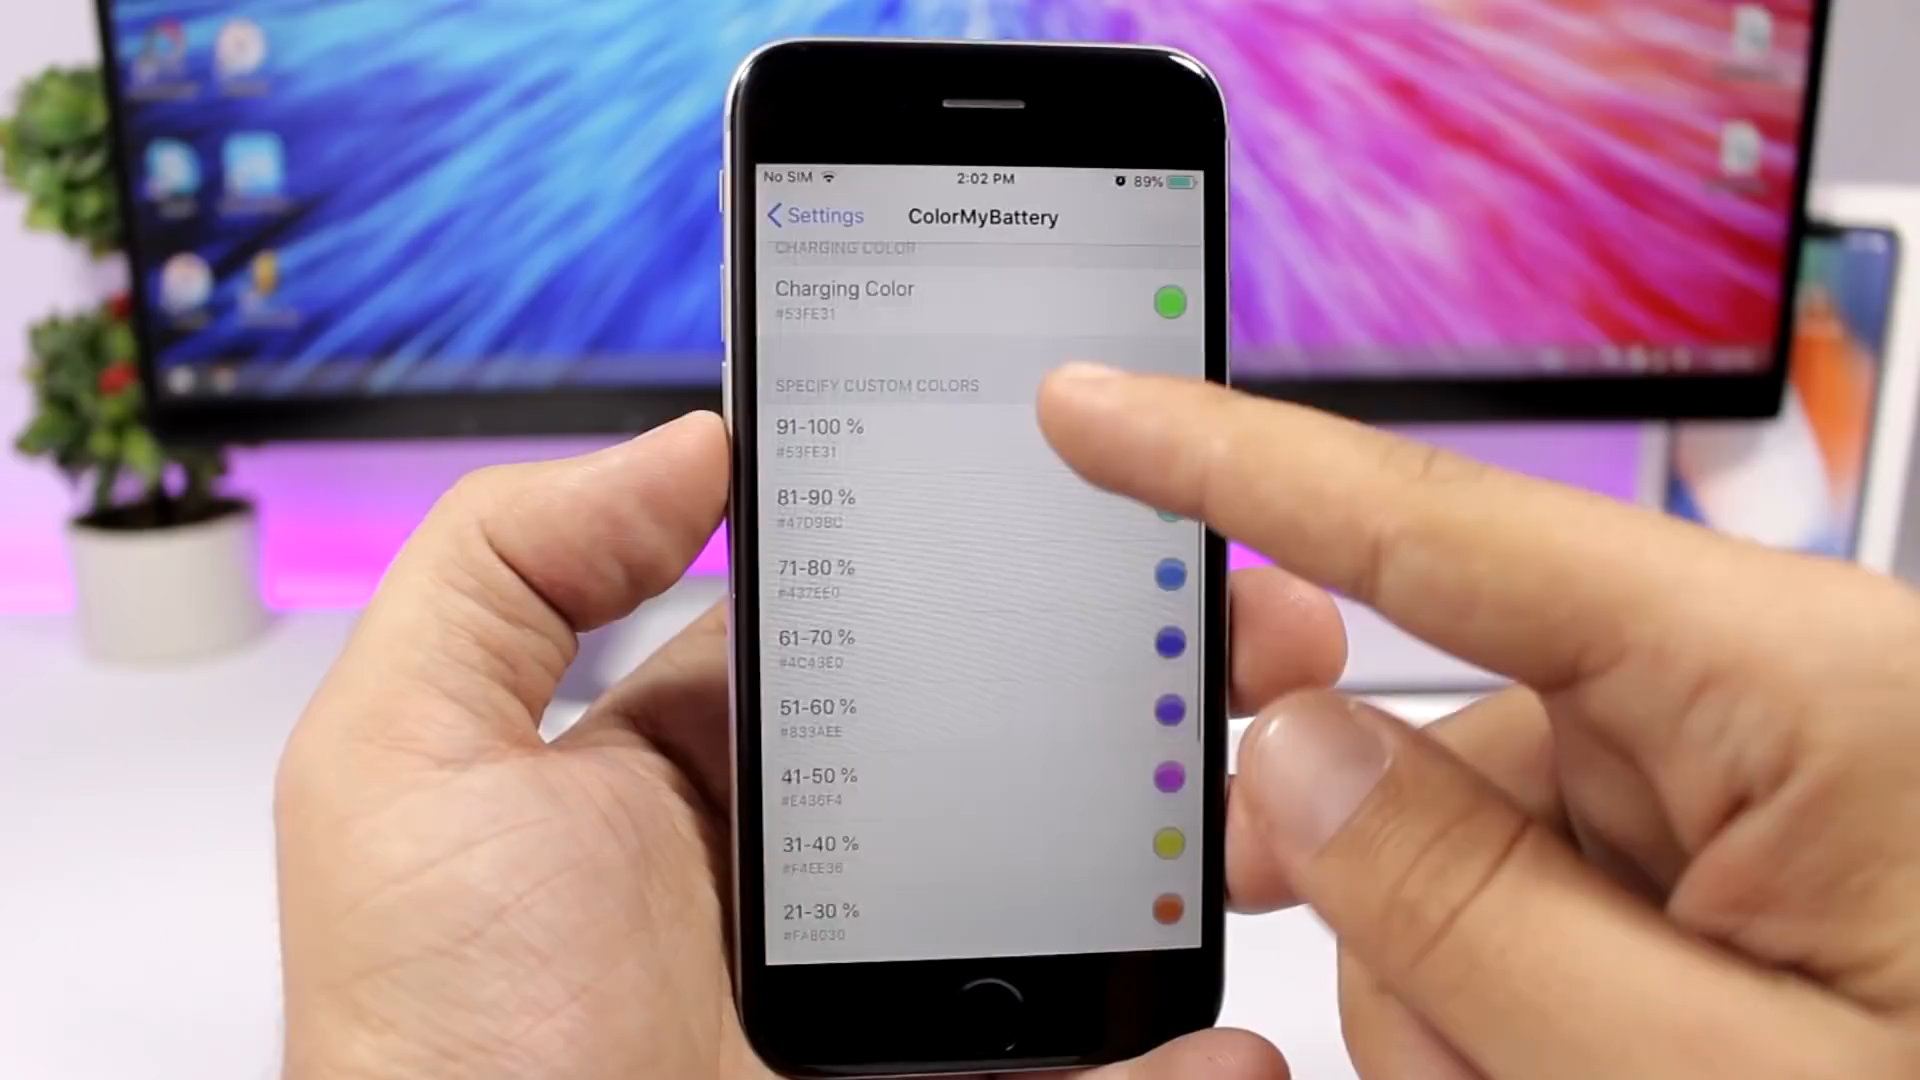 No SIM 2:02 PM 89%
Settings ColorMyBattery
CHARGING COLOR
Charging Color
#53FE31
SPECIFY CUSTOM COLORS
91-100 %
#53FE31
81-90 %
#47D9BC
71-80 %
#437EE0
61-70 %
#4C43E0
51-60 %
#833AEE
41-50 %
#E436F4
31-40 %
#F4EE36
21-30 %